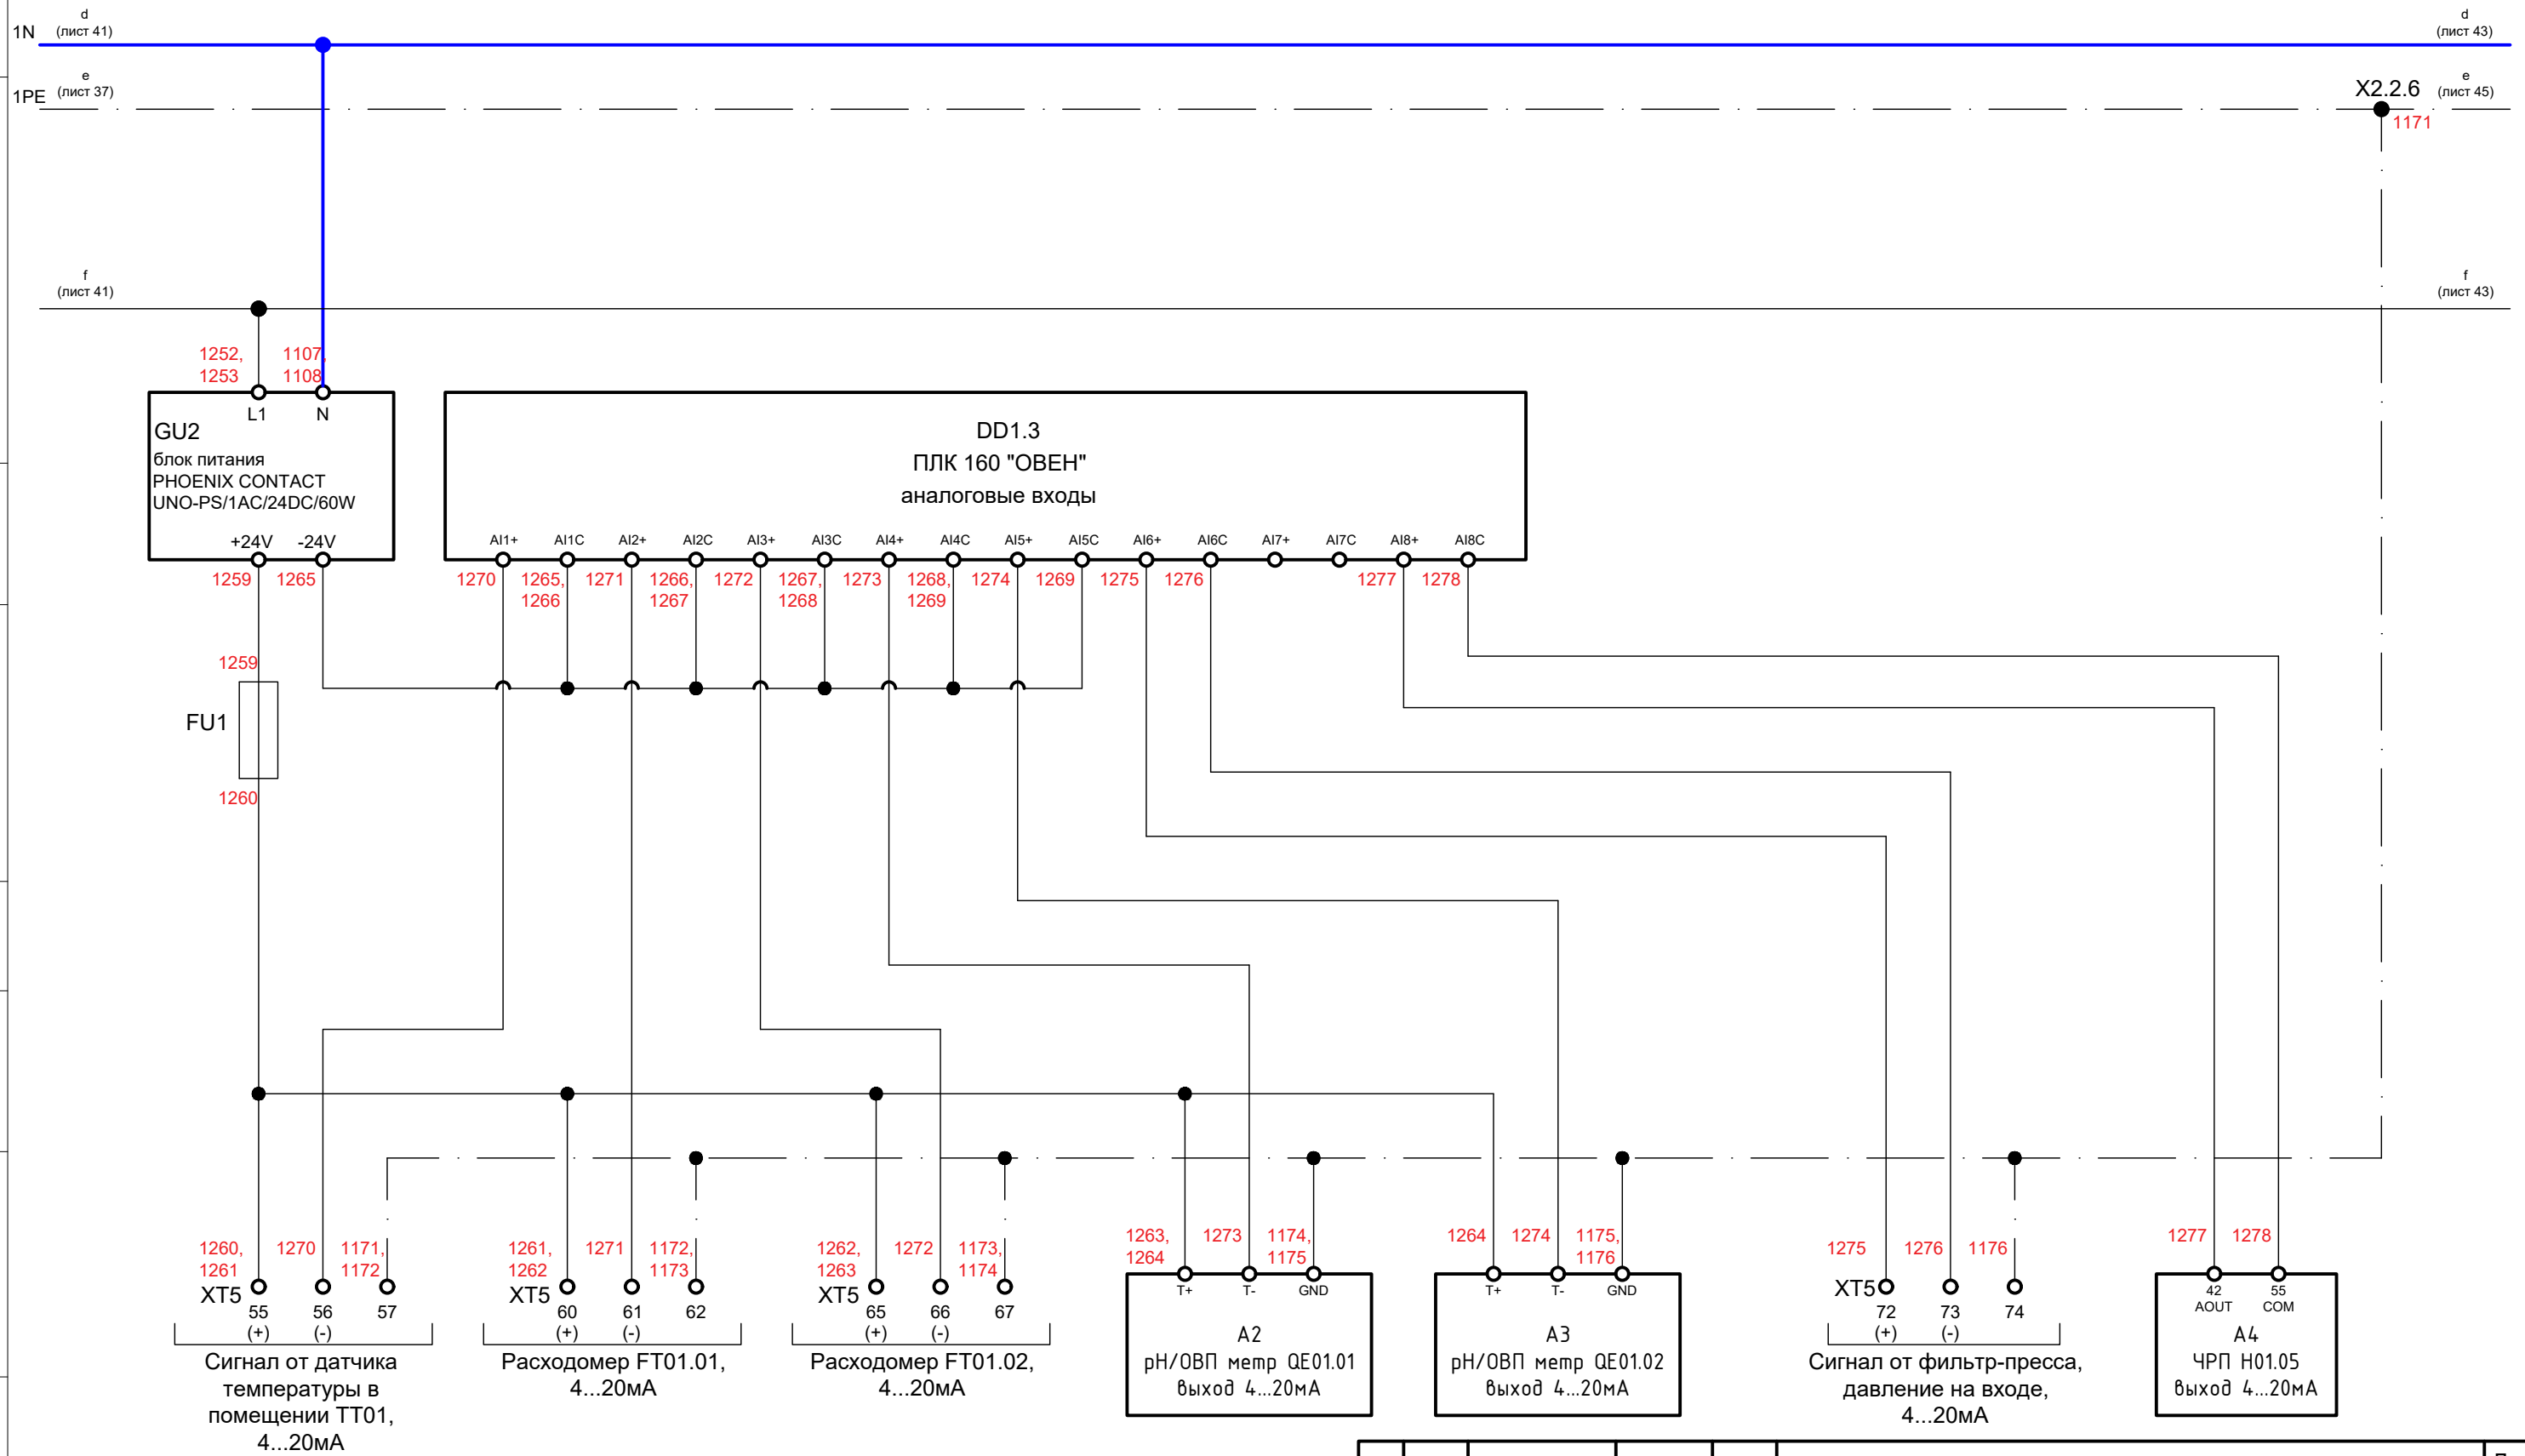 d
d
1N
(лист 41)
(лист 43)
e
e
1PE
(лист 37)
X2.2.6
(лист 45)
1171
f
f
(лист 41)
(лист 43)
1252,
1107,
1253
1108
L1
N
GU2
блок питания
PHOENIX CONTACT
UNO-PS/1AC/24DC/60W
+24V
-24V
DD1.3
ПЛК 160 "ОВЕН"
аналоговые входы
AI1+ AI1C AI2+ AI2C AI3+ AI3C AI4+ AI4C AI5+ AI5C AI6+ AI6C AI7+ AI7C AI8+ AI8C
1259 1265 1270 1265, 1271 1266, 1272 1267, 1273 1268, 1274 1269 1275 1276 1277 1278
1266 1267 1268 1269
1259
FU1
1260
1260, 1270 1171,
1261 1172
XT5
55 56 57
(+) (-)
Сигнал от датчика
температуры в
помещении TT01,
4...20мА
1261, 1271 1172,
1262 1173
XT5
60 61 62
(+) (-)
Расходомер FT01.01,
4...20мА
1262, 1272 1173,
1263 1174
XT5
65 66 67
(+) (-)
Расходомер FT01.02,
4...20мА
1263, 1273 1174,
1264 1175
T+ T- GND
A2
pH/ОВП метр QE01.01
выход 4...20мА
1264 1274 1175,
1176
T+ T- GND
A3
pH/ОВП метр QE01.02
выход 4...20мА
1275 1276 1176
XT5
72 73 74
(+) (-)
Сигнал от фильтр-пресса,
давление на входе,
4...20мА
1277 1278
42 55
AOUT COM
A4
ЧРП H01.05
выход 4...20мА